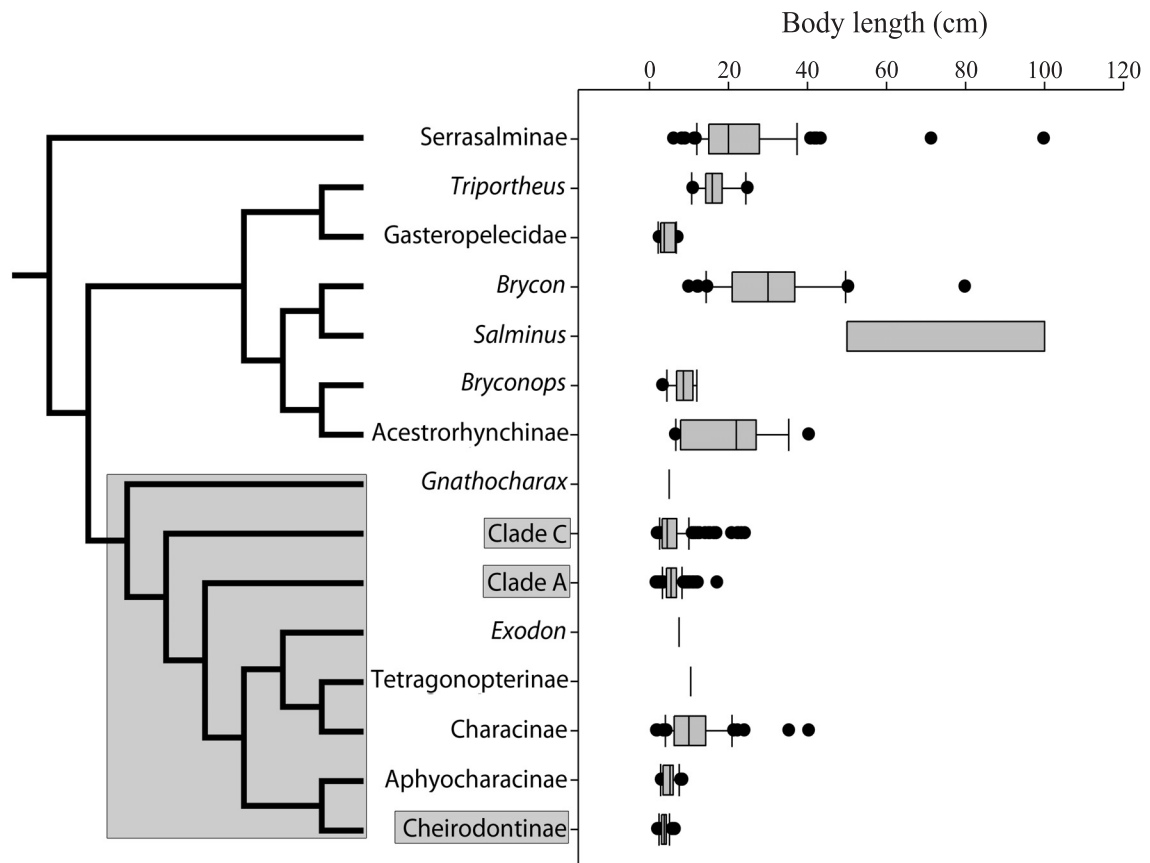 Body length (cm)
0 20 40 60 80 100 120
Serrasalminae
Triportheus
Gasteropelecidae
Brycon
Salminus
Bryconops
Acestrorhynchinae
Gnathocharax
Clade C
Clade A
Exodon
Tetragonopterinae
Characinae
Aphyocharacinae
Cheirodontinae